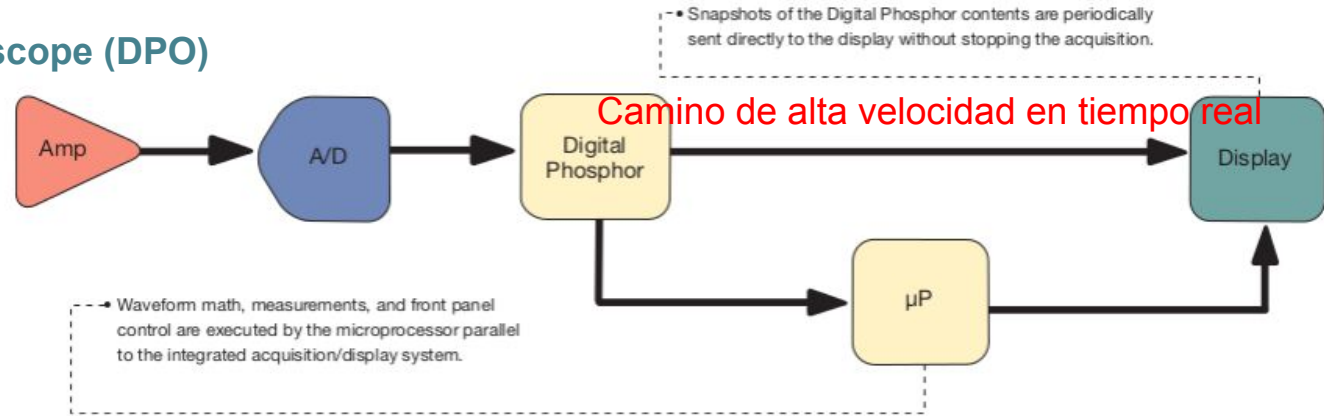 • Snapshots of the Digital Phosphor contents are periodically
sent directly to the display without stopping the acquisition.
scope (DPO)
Camino de alta velocidad en tiempo real
Amp
A/D
Digital
Phosphor
Display
• Waveform math, measurements, and front panel
control are executed by the microprocessor parallel
to the integrated acquisition/display system.
µP